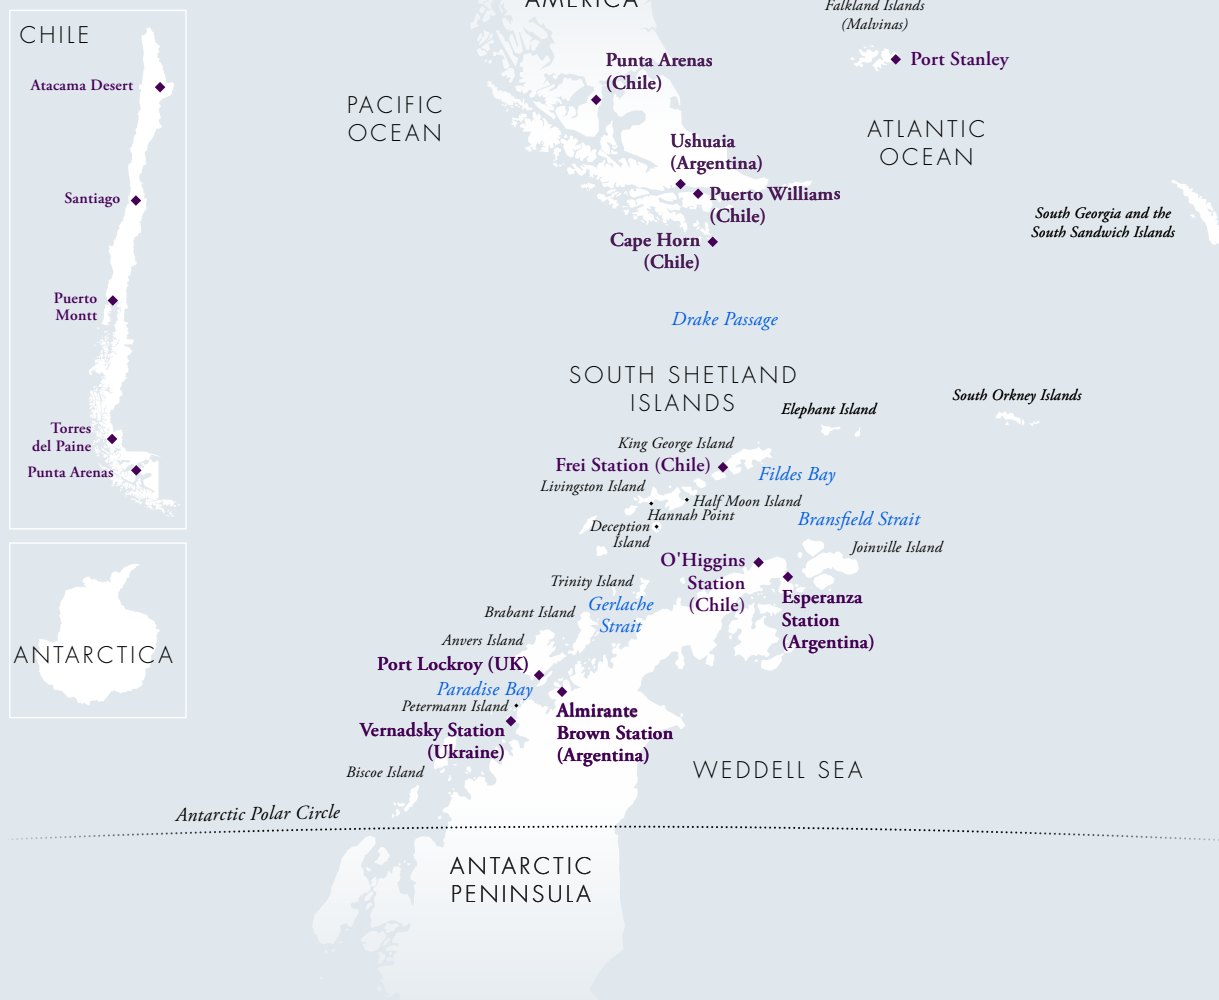 CHILE
Atacama Desert
Santiago
Puerto
Montt
Torres
del Paine
Punta Arenas
ANTARCTICA
AMERICA
Falkland Islands
(Malvinas)
Port Stanley
Punta Arenas
(Chile)
PACIFIC
OCEAN
ATLANTIC
OCEAN
Ushuaia
(Argentina)
Puerto Williams
(Chile)
Cape Horn
(Chile)
South Georgia and the
South Sandwich Islands
Drake Passage
SOUTH SHETLAND
ISLANDS
Elephant Island
South Orkney Islands
King George Island
Frei Station (Chile)
Fildes Bay
Livingston Island
Half Moon Island
Hannah Point
Deception
Island
Bransfield Strait
Joinville Island
O'Higgins
Station
(Chile)
Esperanza
Station
(Argentina)
Trinity Island
Gerlache
Strait
Brabant Island
Anvers Island
Port Lockroy (UK)
Paradise Bay
Petermann Island
Almirante
Brown Station
(Argentina)
Vernadsky Station
(Ukraine)
Biscoe Island
WEDDELL SEA
Antarctic Polar Circle
ANTARCTIC
PENINSULA